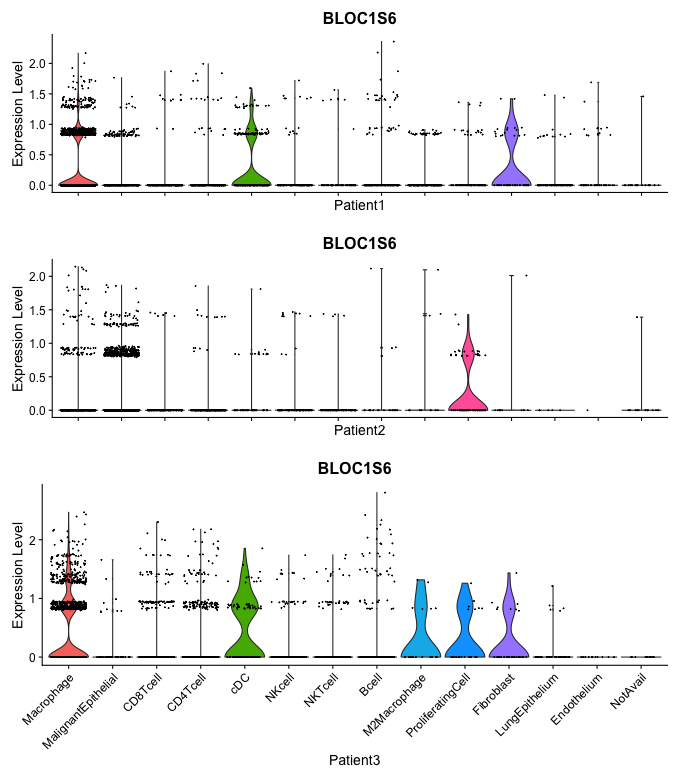 BLOC1S6
Expression Level
2.0
1.5
1.0
0.5
0.0
Patient1
BLOC1S6
Expression Level
2.0
1.5
1.0
0.5
0.0
Patient2
BLOC1S6
Expression Level
2
1
0
Macrophage
MalignantEpithelial
CD8Tcell
CD4Tcell
cDC
NKcell
NKTcell
Bcell
M2Macrophage
ProliferatingCell
Fibroblast
LungEpithelium
Endothelium
NotAvail
Patient3